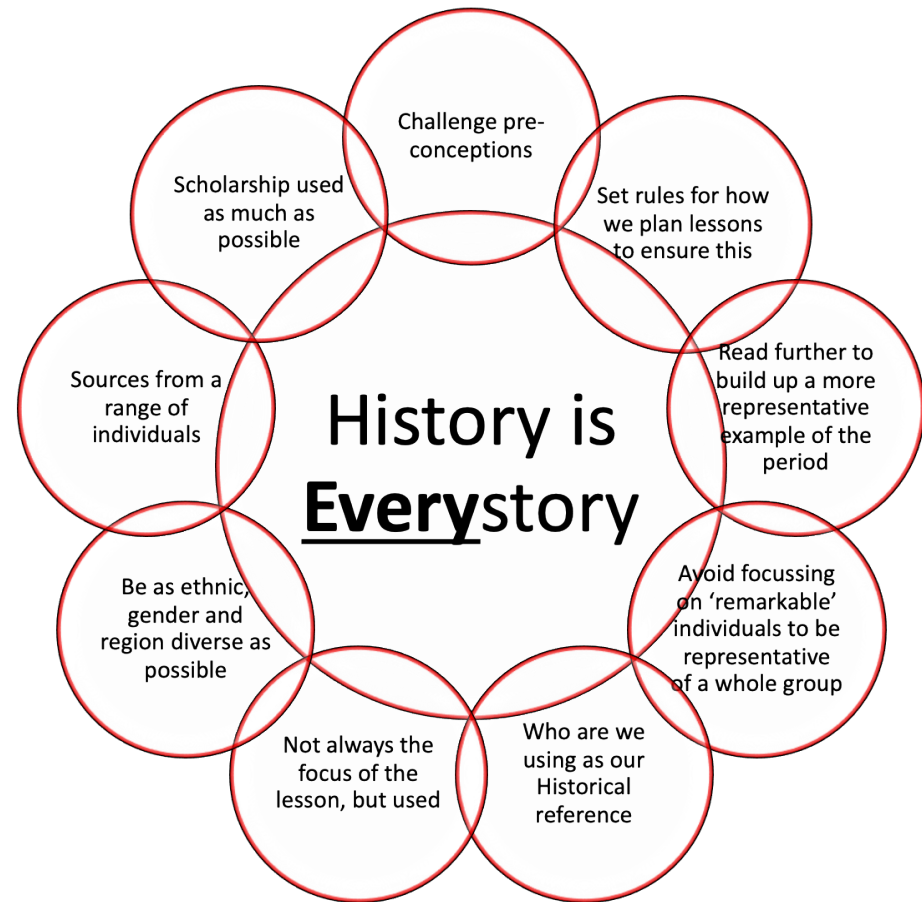 Challenge pre-
conceptions
Set rules for how
we plan lessons
to ensure this
Read further to
build up a more
representative
example of the
period
Avoid focussing
on ‘remarkable’
individuals to be
representative
of a whole group
Who are we
using as our
Historical
reference
Not always the
focus of the
lesson, but used
Be as ethnic,
gender and
region diverse as
possible
Sources from a
range of
individuals
Scholarship used
as much as
possible
History is
Everystory